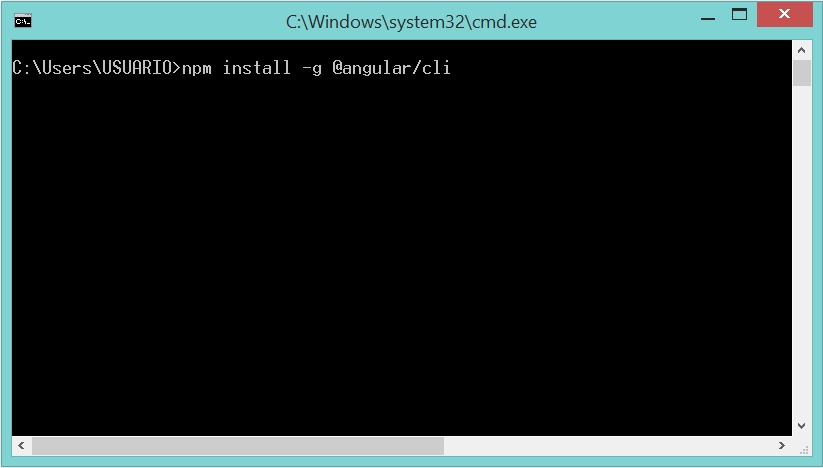 C:\Windows\system32\cmd.exe
C:\Users\USUARIO>npm install -g @angular/cli